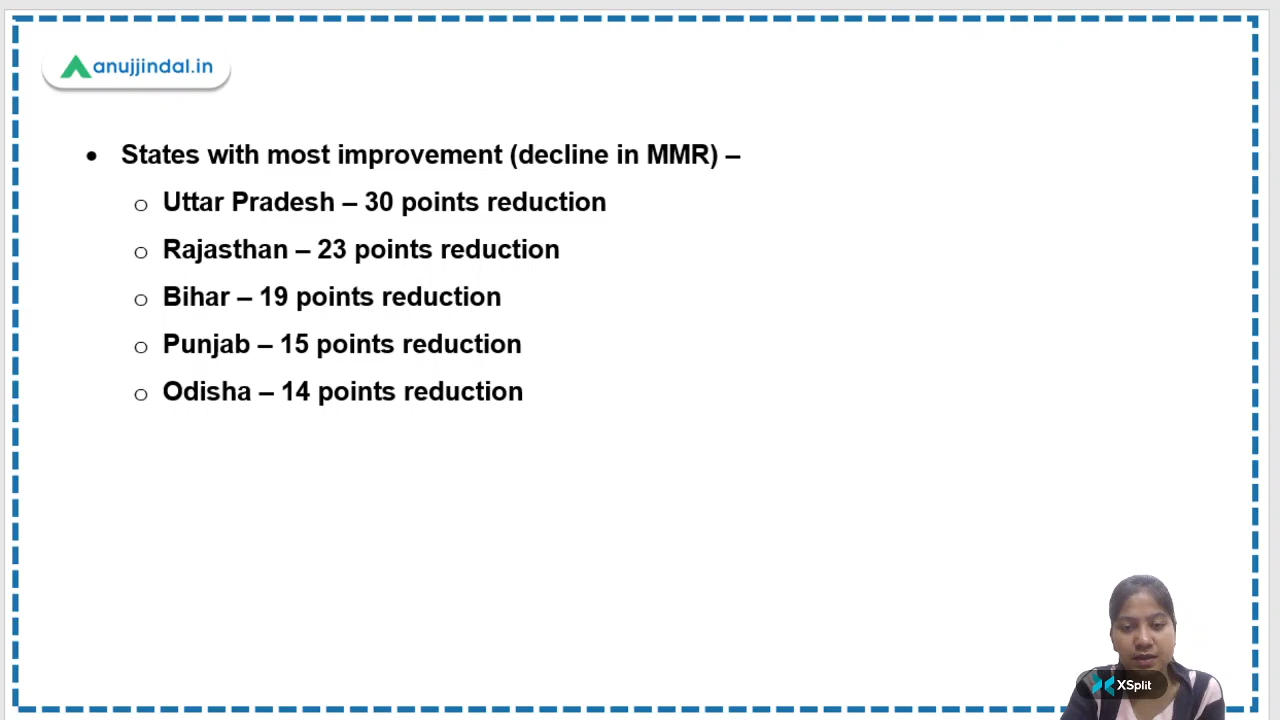 anujjindal.in
• States with most improvement (decline in MMR) –
o Uttar Pradesh – 30 points reduction
o Rajasthan – 23 points reduction
o Bihar – 19 points reduction
o Punjab – 15 points reduction
o Odisha – 14 points reduction
XSplit